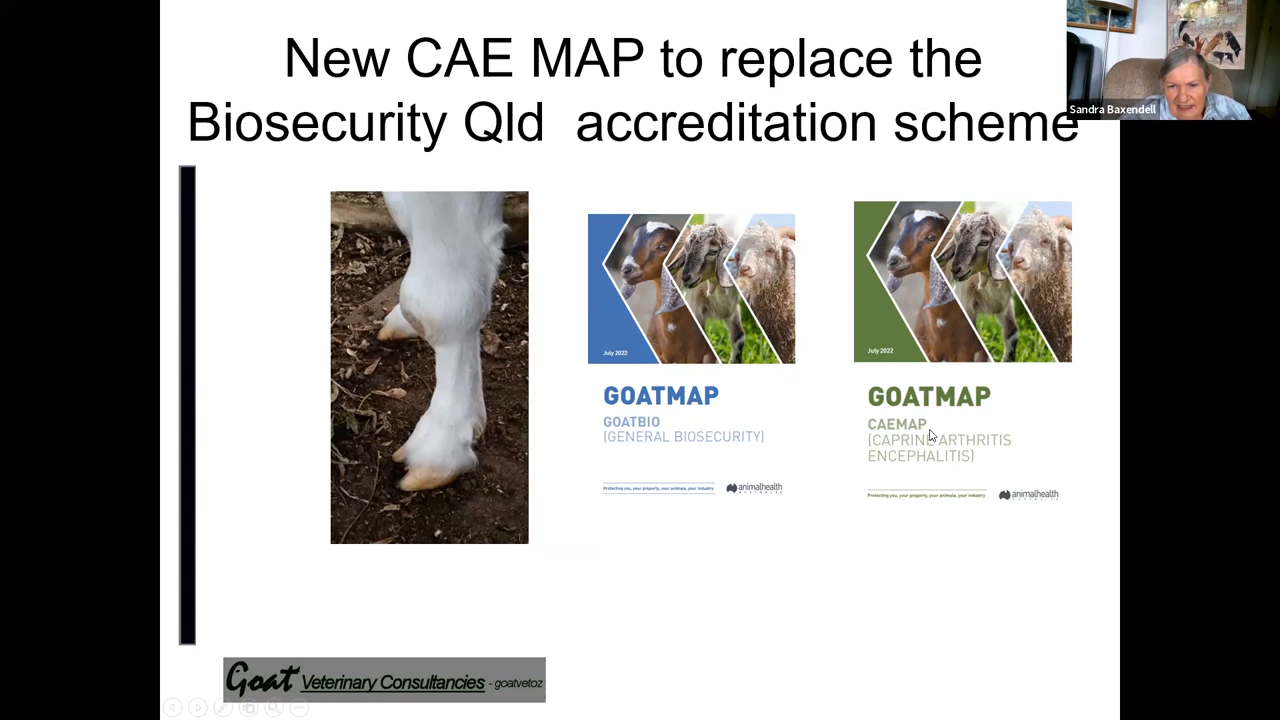 New CAE MAP to replace the
Biosecurity Qld accreditation scheme
Sandra Baxendell
July 2022
GOATMAP
GOATBIO
(GENERAL BIOSECURITY)
Protecting you, your property, your animals, your industry
animalhealth
AUSTRALIA
July 2022
GOATMAP
CAEMAP
(CAPRINE ARTHRITIS
ENCEPHALITIS)
Protecting you, your property, your animals, your industry
animalhealth
AUSTRALIA
Goat Veterinary Consultancies - goatvetoz